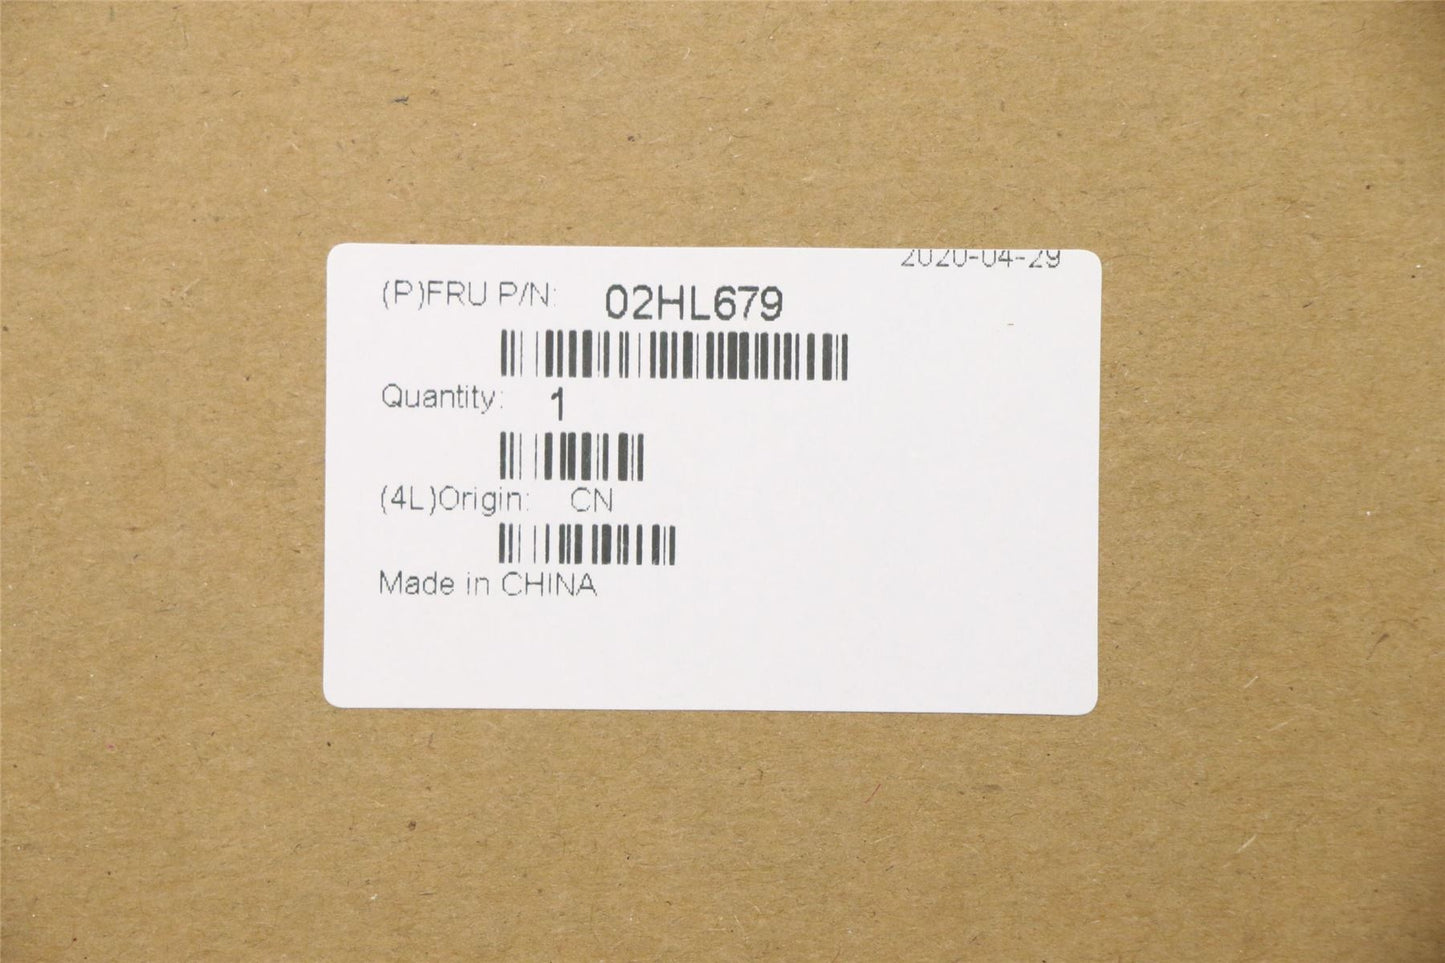 2020-04-29
(P)FRU P/N: 02HL679
Quantity: 1
(4L)Origin: CN
Made in CHINA